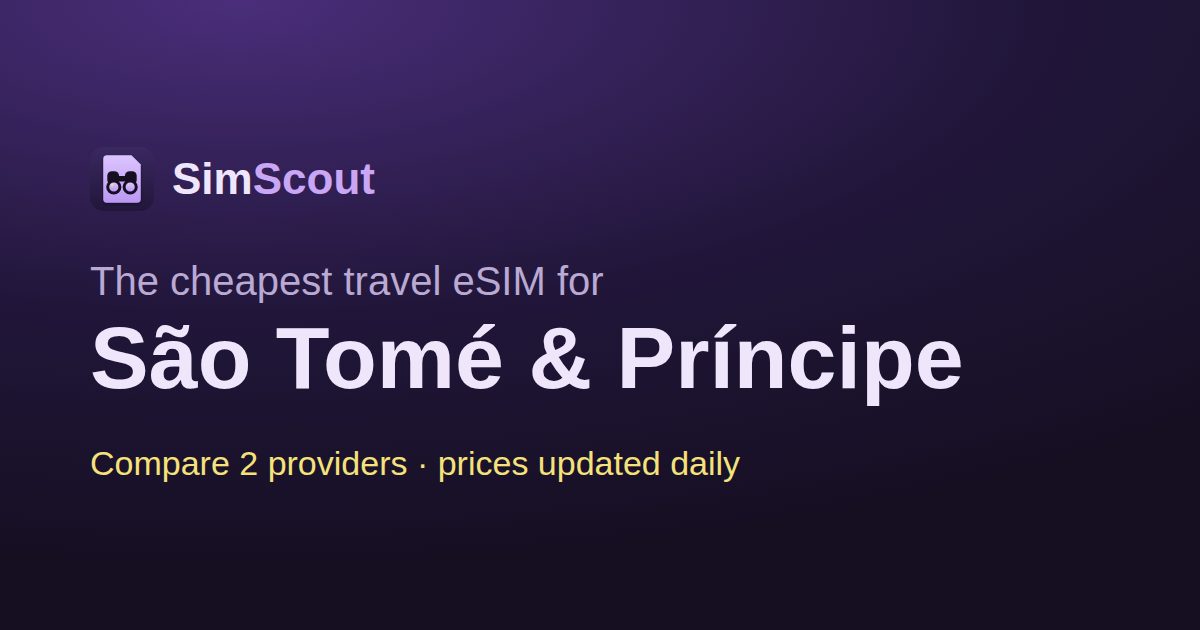 SimScout
The cheapest travel eSIM for
São Tomé & Príncipe
Compare 2 providers · prices updated daily